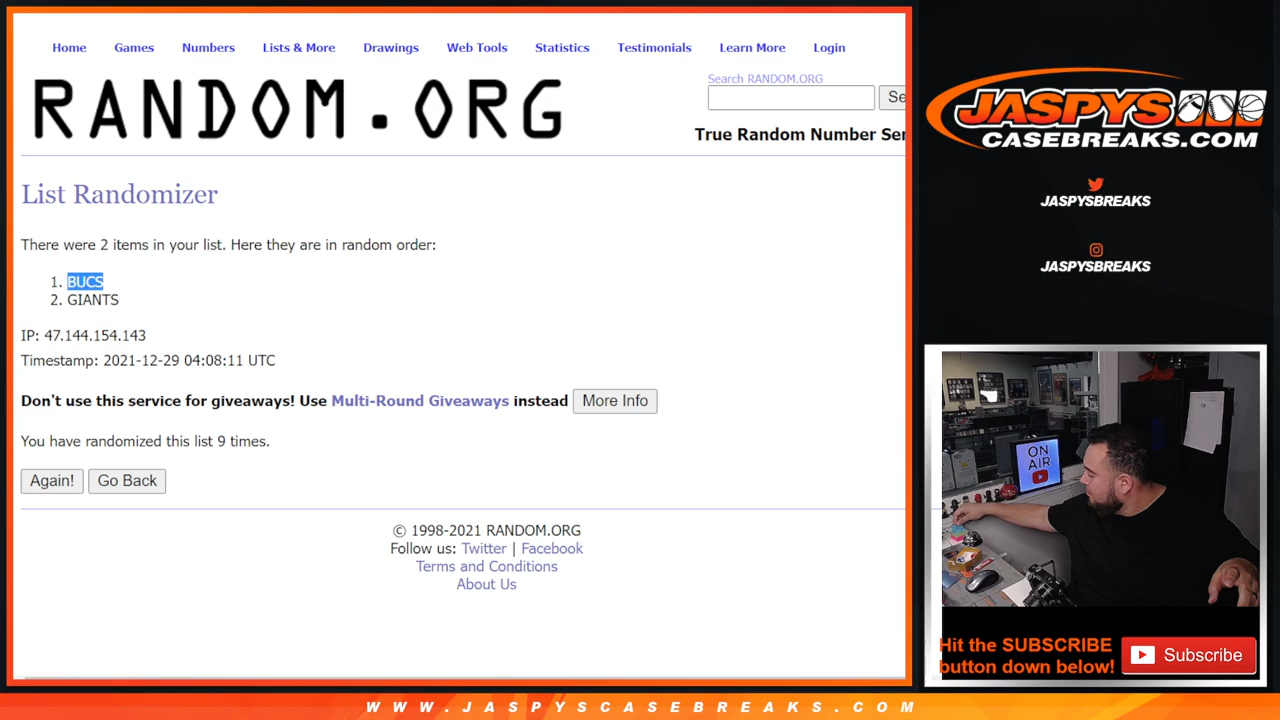 Home Games Numbers Lists & More Drawings Web Tools Statistics Testimonials Learn More Login
RANDOM.ORG
Search RANDOM.ORG
Se
True Random Number Ser
List Randomizer
There were 2 items in your list. Here they are in random order:
1. BUCS
2. GIANTS
IP: 47.144.154.143
Timestamp: 2021-12-29 04:08:11 UTC
Don't use this service for giveaways! Use Multi-Round Giveaways instead More Info
You have randomized this list 9 times.
Again! Go Back
© 1998-2021 RANDOM.ORG
Follow us: Twitter | Facebook
Terms and Conditions
About Us
JASPYS
CASEBREAKS.COM
JASPYSBREAKS
JASPYSBREAKS
ON
AIR
Hit the SUBSCRIBE
button down below!
Subscribe
WWW.JASPYSCASEBREAKS.COM